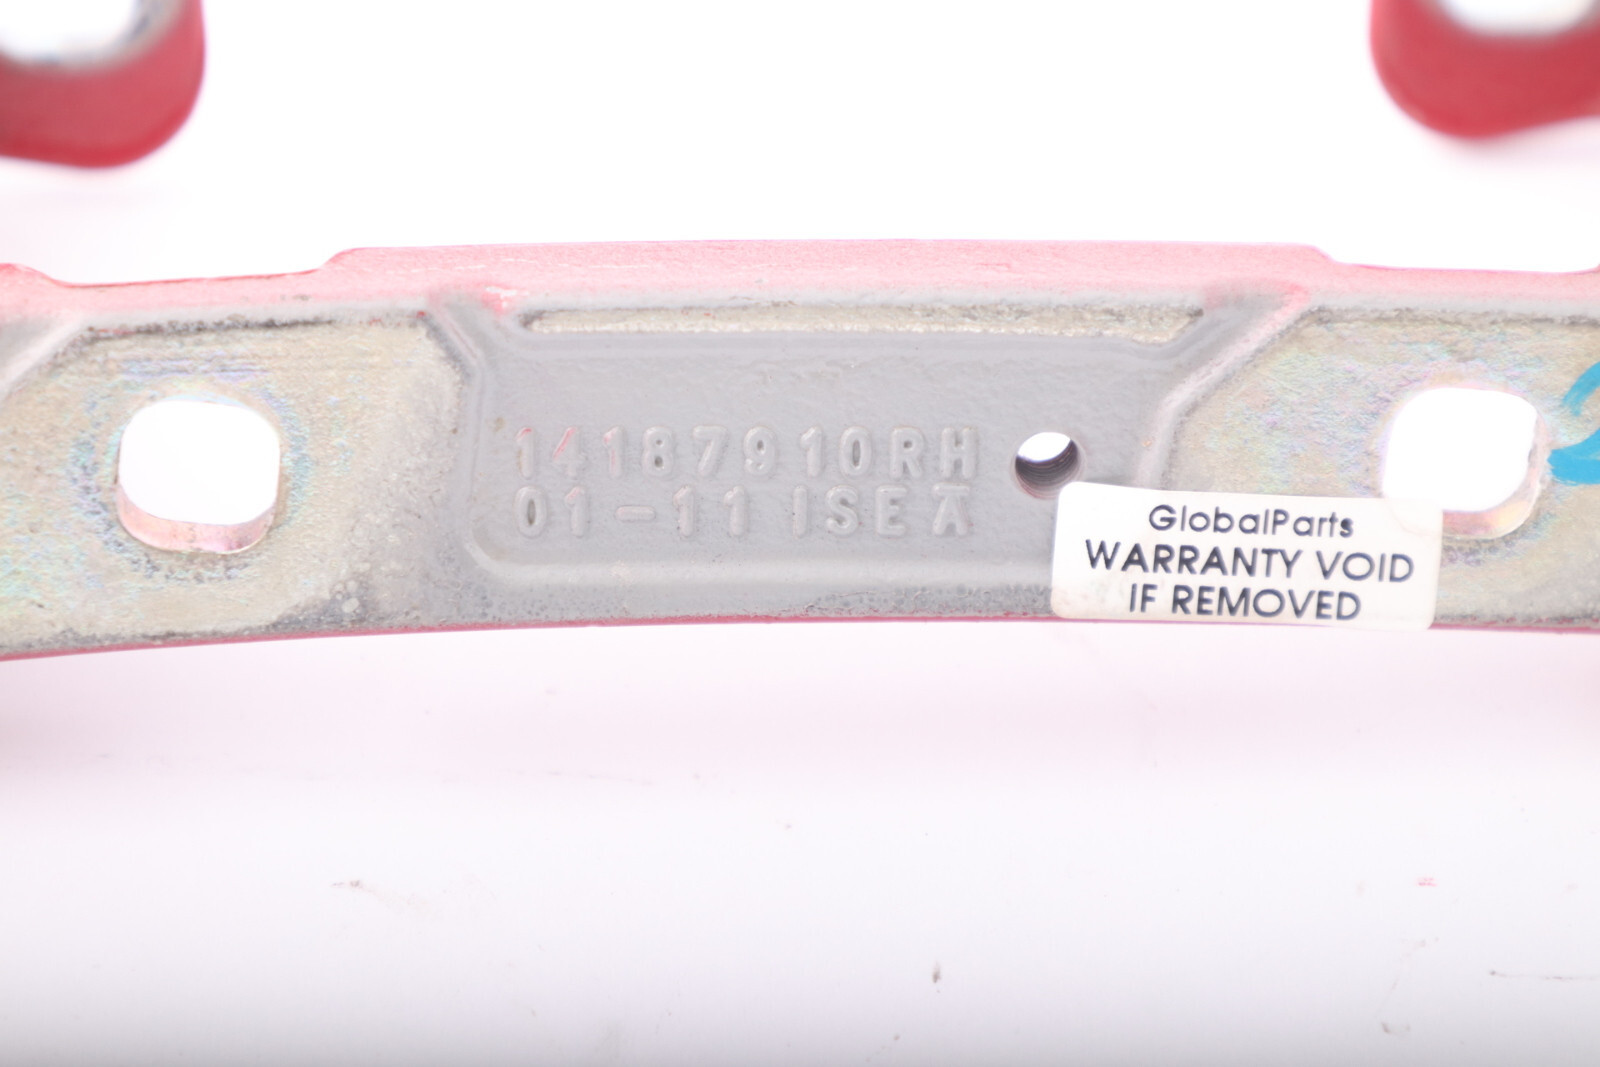 14187910RH
01-11 ISE A
GlobalParts
WARRANTY VOID
IF REMOVED